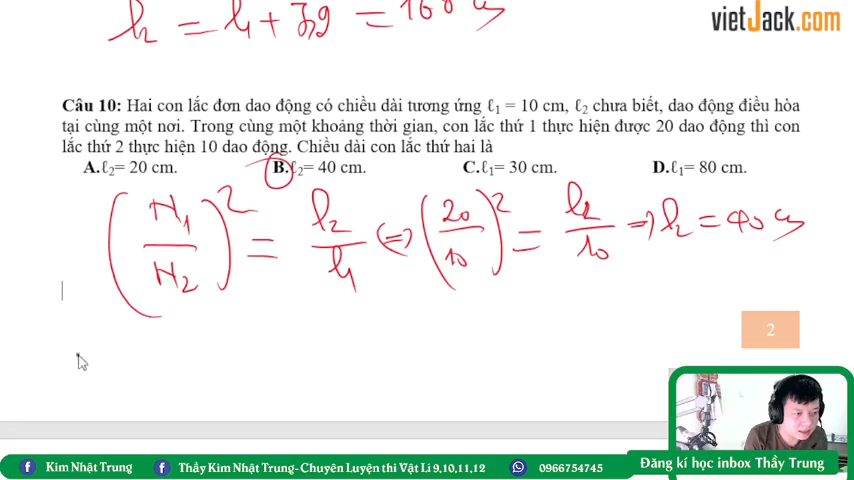 l₂ = l₁ + 7,9 = 160 cm
vietJack.com
Câu 10: Hai con lắc đơn dao động có chiều dài tương ứng ℓ₁ = 10 cm, ℓ₂ chưa biết, dao động điều hòa
tại cùng một nơi. Trong cùng một khoảng thời gian, con lắc thứ 1 thực hiện được 20 dao động thì con
lắc thứ 2 thực hiện 10 dao động. Chiều dài con lắc thứ hai là
A.ℓ₂= 20 cm. B.ℓ₂= 40 cm. C.ℓ₁= 30 cm. D.ℓ₁= 80 cm.
(N₁/N₂)² = l₂/l₁ ⇔ (20/10)² = l₂/10 ⇒ l₂ = 40 cm
2
Kim Nhật Trung Thầy Kim Nhật Trung- Chuyên Luyện thi Vật Lí 9,10,11,12 0966754745 Đăng kí học inbox Thầy Trung